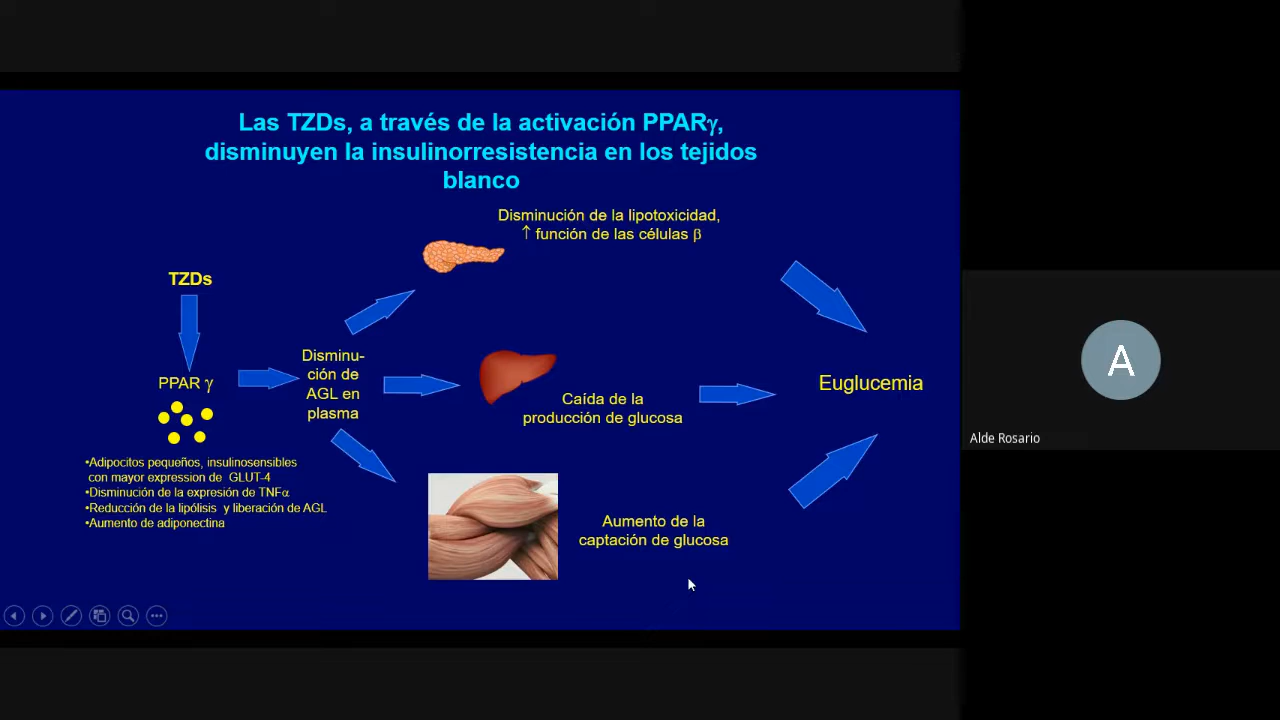 Las TZDs, a través de la activación PPARγ,
disminuyen la insulinorresistencia en los tejidos
blanco
Disminución de la lipotoxicidad,
↑ función de las células β
TZDs
PPAR γ
•Adipocitos pequeños, insulinosensibles
con mayor expression de GLUT-4
•Disminución de la expresión de TNFα
•Reducción de la lipólisis y liberación de AGL
•Aumento de adiponectina
Disminu-
ción de
AGL en
plasma
Caída de la
producción de glucosa
Aumento de la
captación de glucosa
Euglucemia
A
Alde Rosario